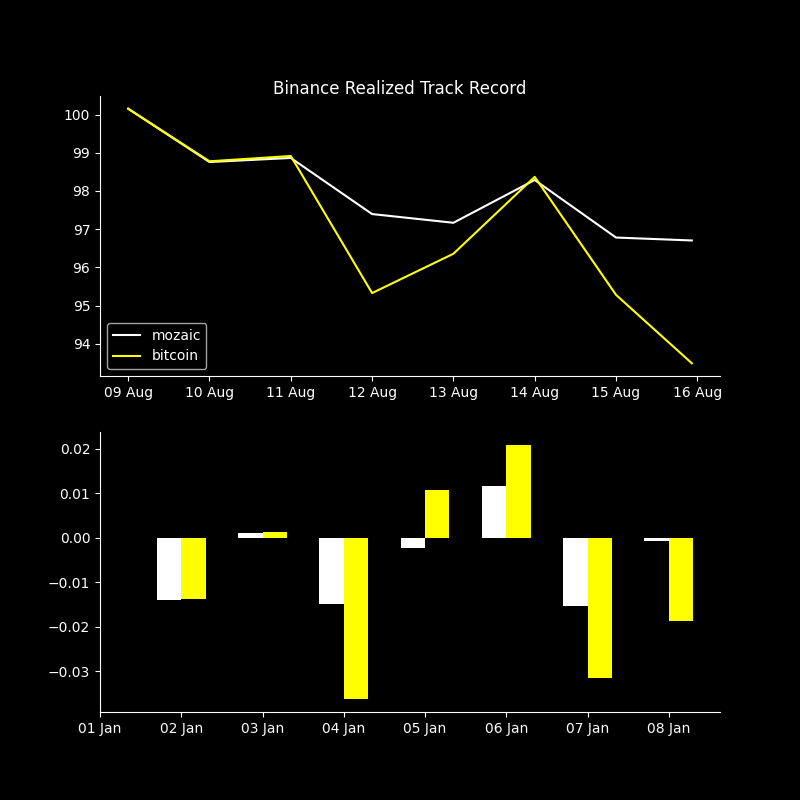 Binance Realized Track Record
100
99
98
97
96
95
94
mozaic
bitcoin
09 Aug 10 Aug 11 Aug 12 Aug 13 Aug 14 Aug 15 Aug 16 Aug
0.02
0.01
0.00
−0.01
−0.02
−0.03
01 Jan 02 Jan 03 Jan 04 Jan 05 Jan 06 Jan 07 Jan 08 Jan